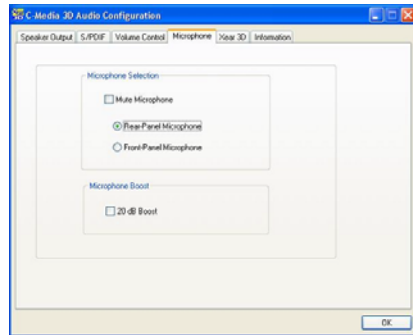 C-Media 3D Audio Configuration
Speaker Output S/PDIF Volume Control Microphone Xear 3D Information
Microphone Selection
Mute Microphone
Rear-Panel Microphone
Front-Panel Microphone
Microphone Boost
20 dB Boost
OK